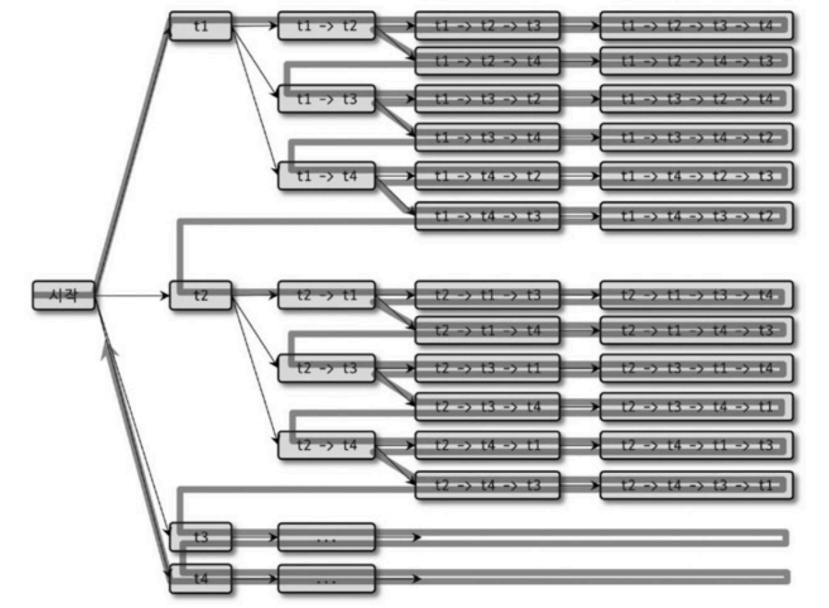 t1
t1 -> t2
t1 -> t2 -> t3
t1 -> t2 -> t3 -> t4
t1 -> t2 -> t4
t1 -> t2 -> t4 -> t3
t1 -> t3
t1 -> t3 -> t2
t1 -> t3 -> t2 -> t4
t1 -> t3 -> t4
t1 -> t3 -> t4 -> t2
t1 -> t4
t1 -> t4 -> t2
t1 -> t4 -> t2 -> t3
t1 -> t4 -> t3
t1 -> t4 -> t3 -> t2
시작
t2
t2 -> t1
t2 -> t1 -> t3
t2 -> t1 -> t3 -> t4
t2 -> t1 -> t4
t2 -> t1 -> t4 -> t3
t2 -> t3
t2 -> t3 -> t1
t2 -> t3 -> t1 -> t4
t2 -> t3 -> t4
t2 -> t3 -> t4 -> t1
t2 -> t4
t2 -> t4 -> t1
t2 -> t4 -> t1 -> t3
t2 -> t4 -> t3
t2 -> t4 -> t3 -> t1
t3
...
t4
...